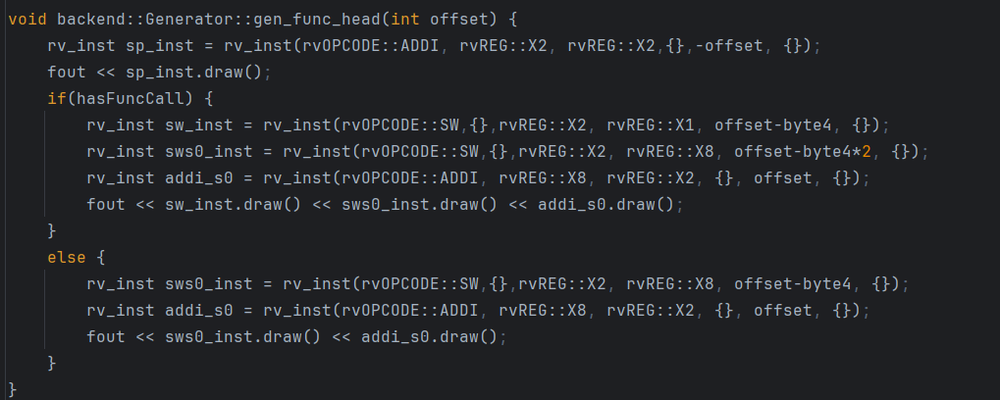 void backend::Generator::gen_func_head(int offset) {
    rv_inst sp_inst = rv_inst(rvOPCODE::ADDI, rvREG::X2, rvREG::X2,{},-offset, {});
    fout << sp_inst.draw();
    if(hasFuncCall) {
        rv_inst sw_inst = rv_inst(rvOPCODE::SW,{},rvREG::X2, rvREG::X1, offset-byte4, {});
        rv_inst sws0_inst = rv_inst(rvOPCODE::SW,{},rvREG::X2, rvREG::X8, offset-byte4*2, {});
        rv_inst addi_s0 = rv_inst(rvOPCODE::ADDI, rvREG::X8, rvREG::X2, {}, offset, {});
        fout << sw_inst.draw() << sws0_inst.draw() << addi_s0.draw();
    }
    else {
        rv_inst sws0_inst = rv_inst(rvOPCODE::SW,{},rvREG::X2, rvREG::X8, offset-byte4, {});
        rv_inst addi_s0 = rv_inst(rvOPCODE::ADDI, rvREG::X8, rvREG::X2, {}, offset, {});
        fout << sws0_inst.draw() << addi_s0.draw();
    }
}